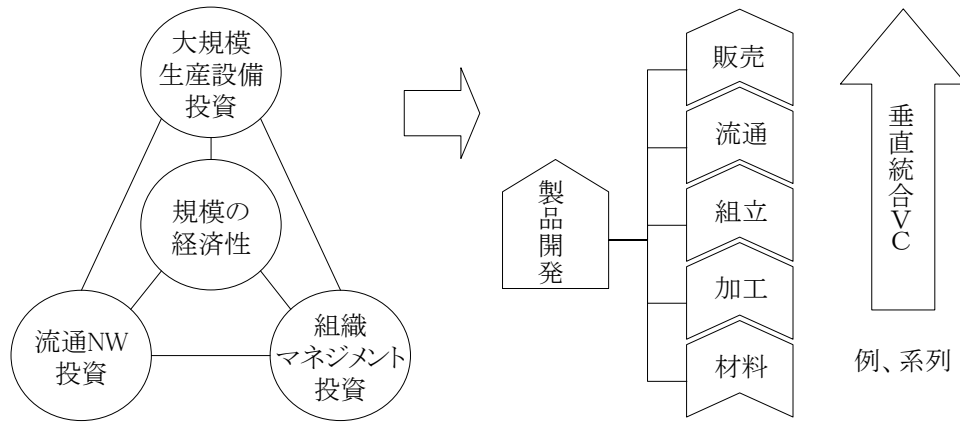 大規模
生産設備
投資
規模の
経済性
流通NW
投資
組織
マネジメント
投資
製品開発
販売
流通
組立
加工
材料
垂直統合VC
例、系列